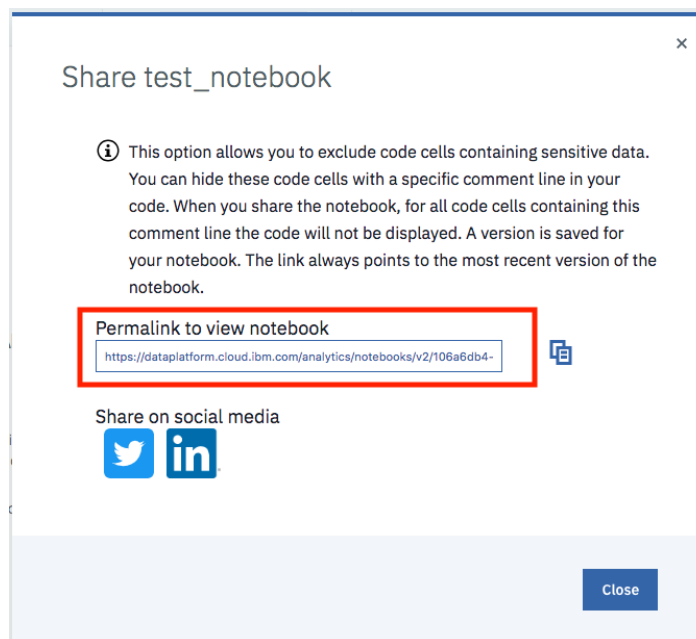 ×
Share test_notebook
This option allows you to exclude code cells containing sensitive data.
You can hide these code cells with a specific comment line in your
code. When you share the notebook, for all code cells containing this
comment line the code will not be displayed. A version is saved for
your notebook. The link always points to the most recent version of the
notebook.
Permalink to view notebook
https://dataplatform.cloud.ibm.com/analytics/notebooks/v2/106a6db4-
Share on social media
in
Close